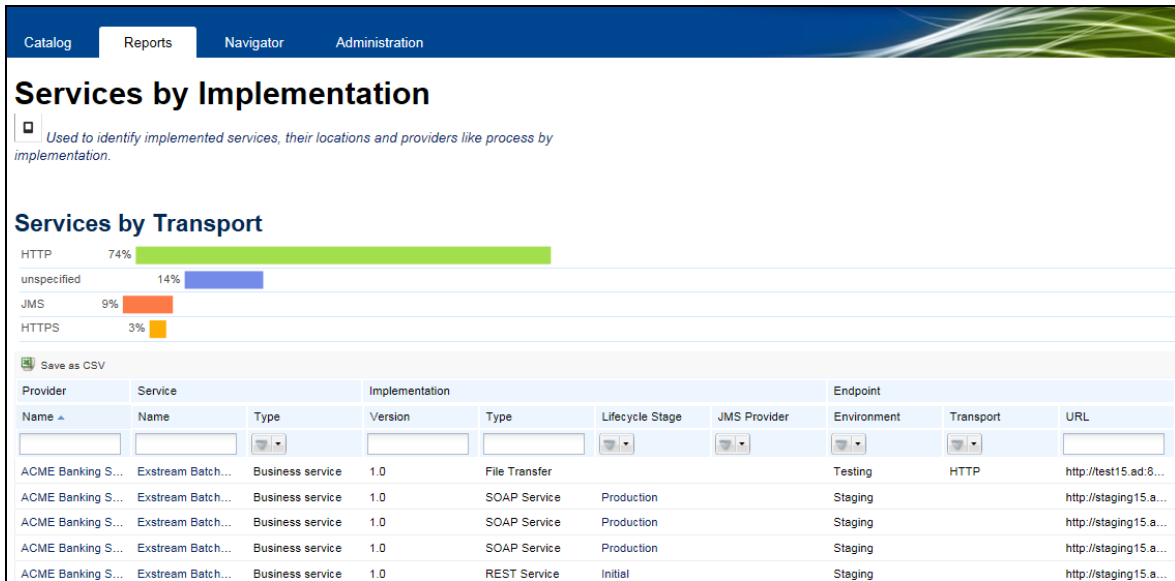 Catalog Reports Navigator Administration
Services by Implementation
Used to identify implemented services, their locations and providers like process by
implementation.
Services by Transport
HTTP 74%
unspecified 14%
JMS 9%
HTTPS 3%
Save as CSV
Provider Service Implementation Endpoint
Name Name Type Version Type Lifecycle Stage JMS Provider Environment Transport URL
ACME Banking S... Exstream Batch... Business service 1.0 File Transfer Testing HTTP http://test15.ad:8...
ACME Banking S... Exstream Batch... Business service 1.0 SOAP Service Production Staging http://staging15.a...
ACME Banking S... Exstream Batch... Business service 1.0 SOAP Service Production Staging http://staging15.a...
ACME Banking S... Exstream Batch... Business service 1.0 SOAP Service Production Staging http://staging15.a...
ACME Banking S... Exstream Batch... Business service 1.0 REST Service Initial Staging http://staging15.a...